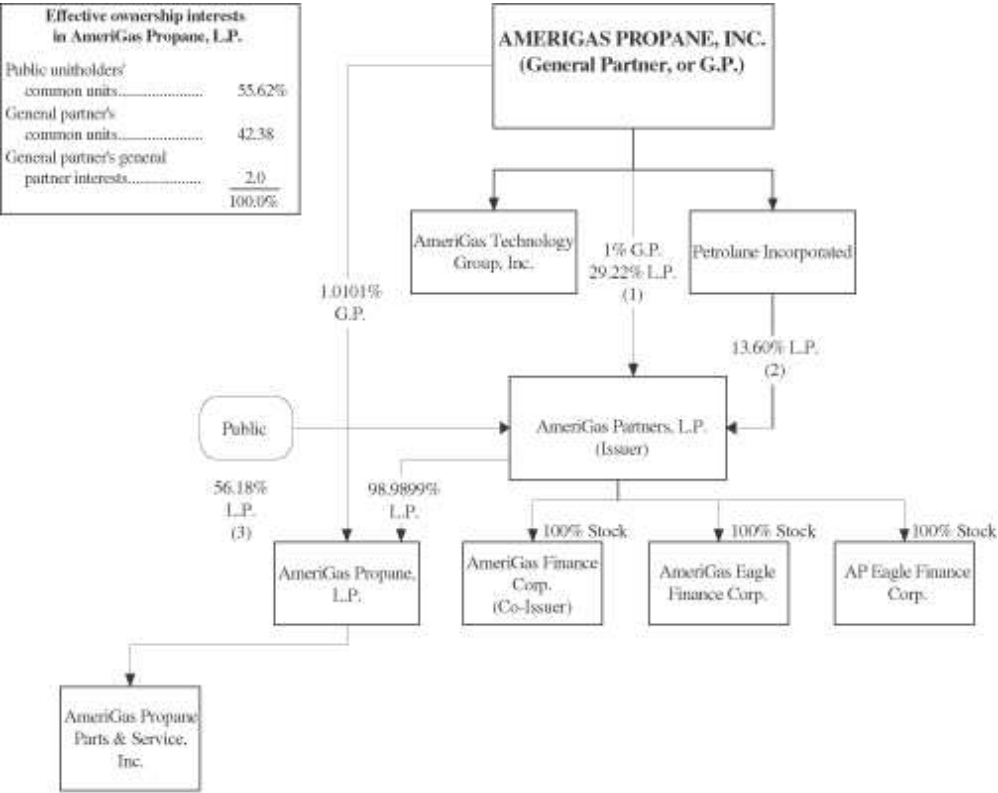 Effective ownership interests
in AmeriGas Propane, L.P.
Public unitholders'
common units...................... 55.62%
General partner's
common units...................... 42.38
General partner's general
partner interests................... 2.0
100.0%
AMERIGAS PROPANE, INC.
(General Partner, or G.P.)
AmeriGas Technology
Group, Inc.
1% G.P.
29.22% L.P.
(1)
Petrolane Incorporated
1.0101%
G.P.
13.60% L.P.
(2)
Public
AmeriGas Partners, L.P.
(Issuer)
56.18%
L.P.
(3)
98.9899%
L.P.
100% Stock
100% Stock
100% Stock
AmeriGas Propane,
L.P.
AmeriGas Finance
Corp.
(Co-Issuer)
AmeriGas Eagle
Finance Corp.
AP Eagle Finance
Corp.
AmeriGas Propane
Parts & Service,
Inc.